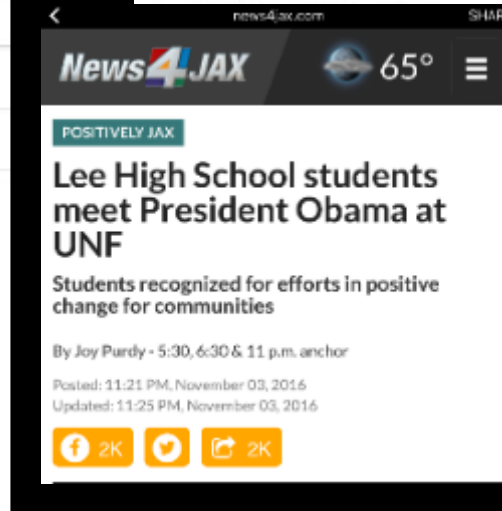 news4jax.com SHAR
News4JAX 65°
POSITIVELY JAX
Lee High School students
meet President Obama at
UNF
Students recognized for efforts in positive
change for communities
By Joy Purdy - 5:30, 6:30 & 11 p.m. anchor
Posted: 11:21 PM, November 03, 2016
Updated: 11:25 PM, November 03, 2016
2K 2K